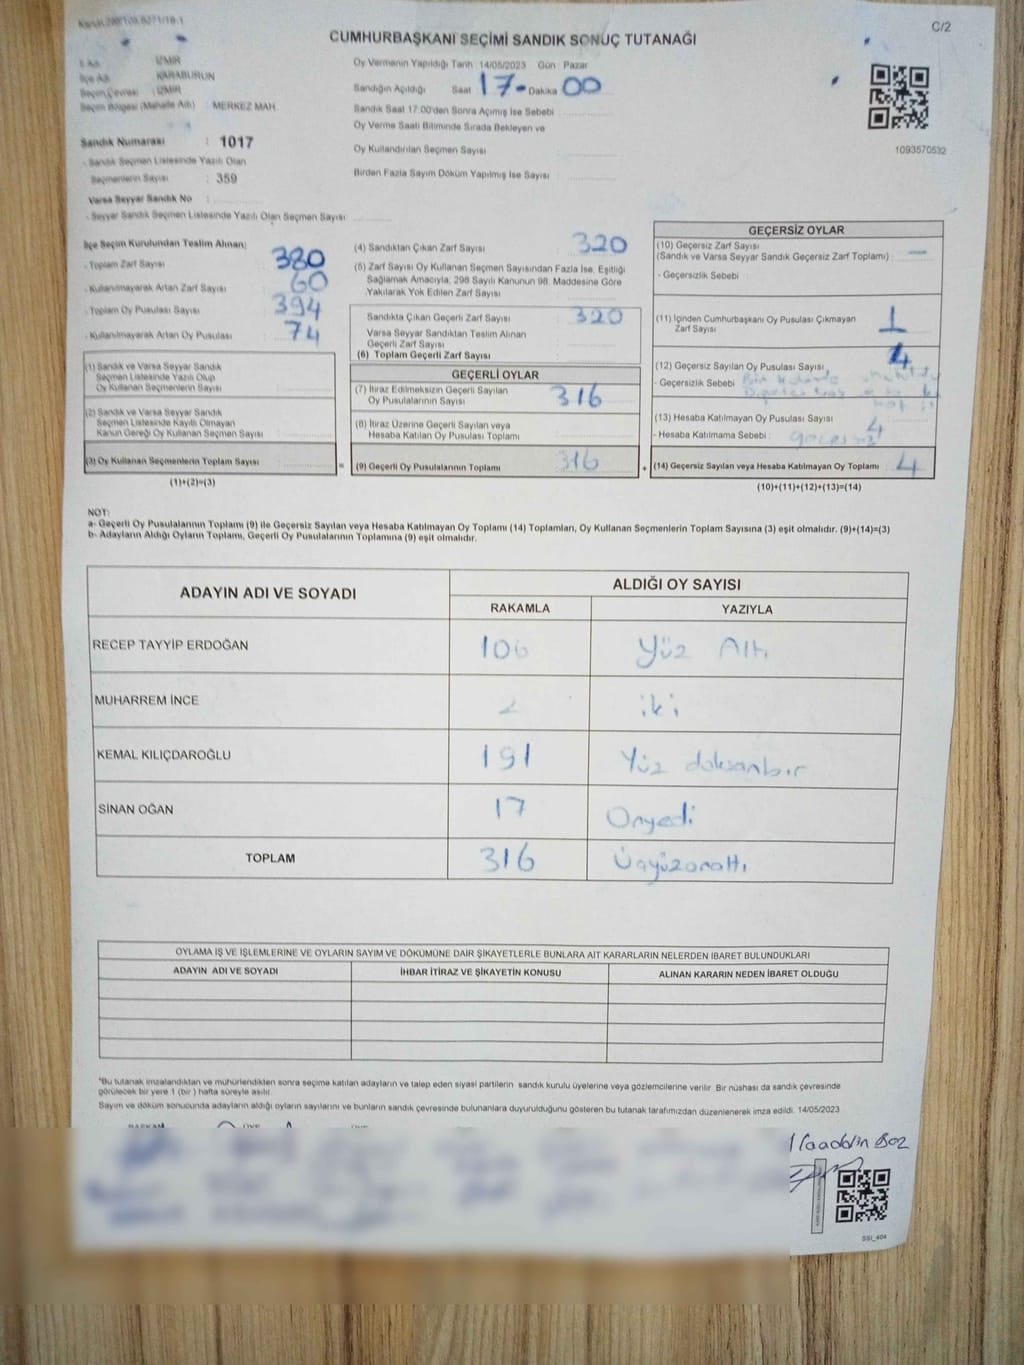 C/2
CUMHURBAŞKANI SEÇİMİ SANDIK SONUÇ TUTANAĞI
İl Adı : İZMİR
İlçe Adı : KARABURUN
Seçim Çevresi : İZMİR
Seçim Bölgesi (Mahalle Adı) : MERKEZ MAH.
Sandık Numarası : 1017
- Sandık Seçmen Listesinde Yazılı Olan
Seçmenlerin Sayısı : 359
Varsa Seyyar Sandık No :
- Seyyar Sandık Seçmen Listesinde Yazılı Olan Seçmen Sayısı:
Oy Vermenin Yapıldığı Tarih 14/05/2023 Gün : Pazar
Sandığın Açıldığı Saat 17- Dakika 00
Sandık Saat 17:00'den Sonra Açımış İse Sebebi :
Oy Verme Saati Bitiminde Sırada Bekleyen ve
Oy Kullandırılan Seçmen Sayısı
Birden Fazla Sayım Döküm Yapılmış İse Sayısı
1093570532
İlçe Seçim Kurulundan Teslim Alınan:
- Toplam Zarf Sayısı : 380
- Kullanılmayarak Artan Zarf Sayısı : 60
- Toplam Oy Pusulası Sayısı : 394
- Kullanılmayarak Artan Oy Pusulası : 74
(1) Sandık ve Varsa Seyyar Sandık
Seçmen Listesinde Yazılı Olup
Oy Kullanan Seçmenlerin Sayısı
(2) Sandık ve Varsa Seyyar Sandık
Seçmen Listesinde Kayıtlı Olmayan
Kanun Gereği Oy Kullanan Seçmen Sayısı
(3) Oy Kullanan Seçmenlerin Toplam Sayısı :
(1)+(2)=(3)
(4) Sandıktan Çıkan Zarf Sayısı : 320
(5) Zarf Sayısı Oy Kullanan Seçmen Sayısından Fazla İse, Eşitliği
Sağlamak Amacıyla, 298 Sayılı Kanunun 98. Maddesine Göre
Yakılarak Yok Edilen Zarf Sayısı :
Sandıkta Çıkan Geçerli Zarf Sayısı : 320
Varsa Seyyar Sandıktan Teslim Alınan
Geçerli Zarf Sayısı :
(6) Toplam Geçerli Zarf Sayısı :
GEÇERLİ OYLAR
(7) İtiraz Edilmeksizin Geçerli Sayılan
Oy Pusulalarının Sayısı : 316
(8) İtiraz Üzerine Geçerli Sayılan veya
Hesaba Katılan Oy Pusulası Toplamı :
= (9) Geçerli Oy Pusulalarının Toplamı : 316
GEÇERSİZ OYLAR
(10) Geçersiz Zarf Sayısı
(Sandık ve Varsa Seyyar Sandık Geçersiz Zarf Toplamı) : —
- Geçersizlik Sebebi :
(11) İçinden Cumhurbaşkanı Oy Pusulası Çıkmayan
Zarf Sayısı : 1
(12) Geçersiz Sayılan Oy Pusulası Sayısı : 4
- Geçersizlik Sebebi :
(13) Hesaba Katılmayan Oy Pusulası Sayısı : 4
- Hesaba Katılmama Sebebi : geçersiz
+ (14) Geçersiz Sayılan veya Hesaba Katılmayan Oy Toplamı : 4
(10)+(11)+(12)+(13)=(14)
NOT:
a- Geçerli Oy Pusulalarının Toplamı (9) ile Geçersiz Sayılan veya Hesaba Katılmayan Oy Toplamı (14) Toplamları, Oy Kullanan Seçmenlerin Toplam Sayısına (3) eşit olmalıdır. (9)+(14)=(3)
b- Adayların Aldığı Oyların Toplamı, Geçerli Oy Pusulalarının Toplamına (9) eşit olmalıdır.
ADAYIN ADI VE SOYADI ALDIĞI OY SAYISI
RAKAMLA YAZIYLA
RECEP TAYYİP ERDOĞAN 106 Yüz Altı
MUHARREM İNCE 2 iki
KEMAL KILIÇDAROĞLU 191 Yüz doksanbir
SİNAN OĞAN 17 Onyedi
TOPLAM 316 Üçyüzonaltı
OYLAMA İŞ VE İŞLEMLERİNE VE OYLARIN SAYIM VE DÖKÜMÜNE DAİR ŞİKAYETLERLE BUNLARA AİT KARARLARIN NELERDEN İBARET BULUNDUKLARI
ADAYIN ADI VE SOYADI İHBAR İTİRAZ VE ŞİKAYETİN KONUSU ALINAN KARARIN NEDEN İBARET OLDUĞU
*Bu tutanak imzalandıktan ve mühürlendikten sonra seçime katılan adayların ve talep eden siyasi partilerin sandık kurulu üyelerine veya gözlemcilerine verilir. Bir nüshası da sandık çevresinde
görülecek bir yere 1 (bir) hafta süreyle asılır.
Sayım ve döküm sonucunda adayların aldığı oyların sayılarını ve bunların sandık çevresinde bulunanlara duyurulduğunu gösteren bu tutanak tarafımızdan düzenlenerek imza edildi. 14/05/2023
BAŞKAN ÜYE ÜYE
SSI_404